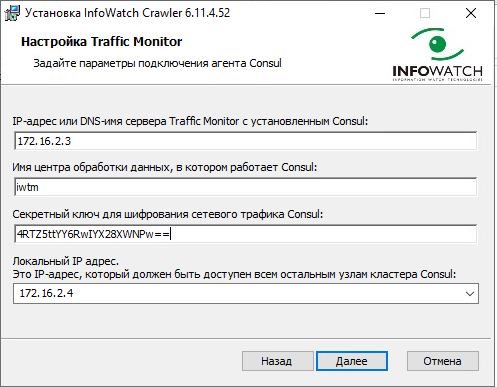 Установка InfoWatch Crawler 6.11.4.52
Настройка Traffic Monitor
Задайте параметры подключения агента Consul
INFOWATCH
INFORMATION WATCH TECHNOLOGIES
IP-адрес или DNS-имя сервера Traffic Monitor с установленным Consul:
172.16.2.3
Имя центра обработки данных, в котором работает Consul:
iwtm
Секретный ключ для шифрования сетевого трафика Consul:
4RTZ5ttYY6RwIYX28XWNPw==
Локальный IP адрес.
Это IP-адрес, который должен быть доступен всем остальным узлам кластера Consul:
172.16.2.4
Назад
Далее
Отмена